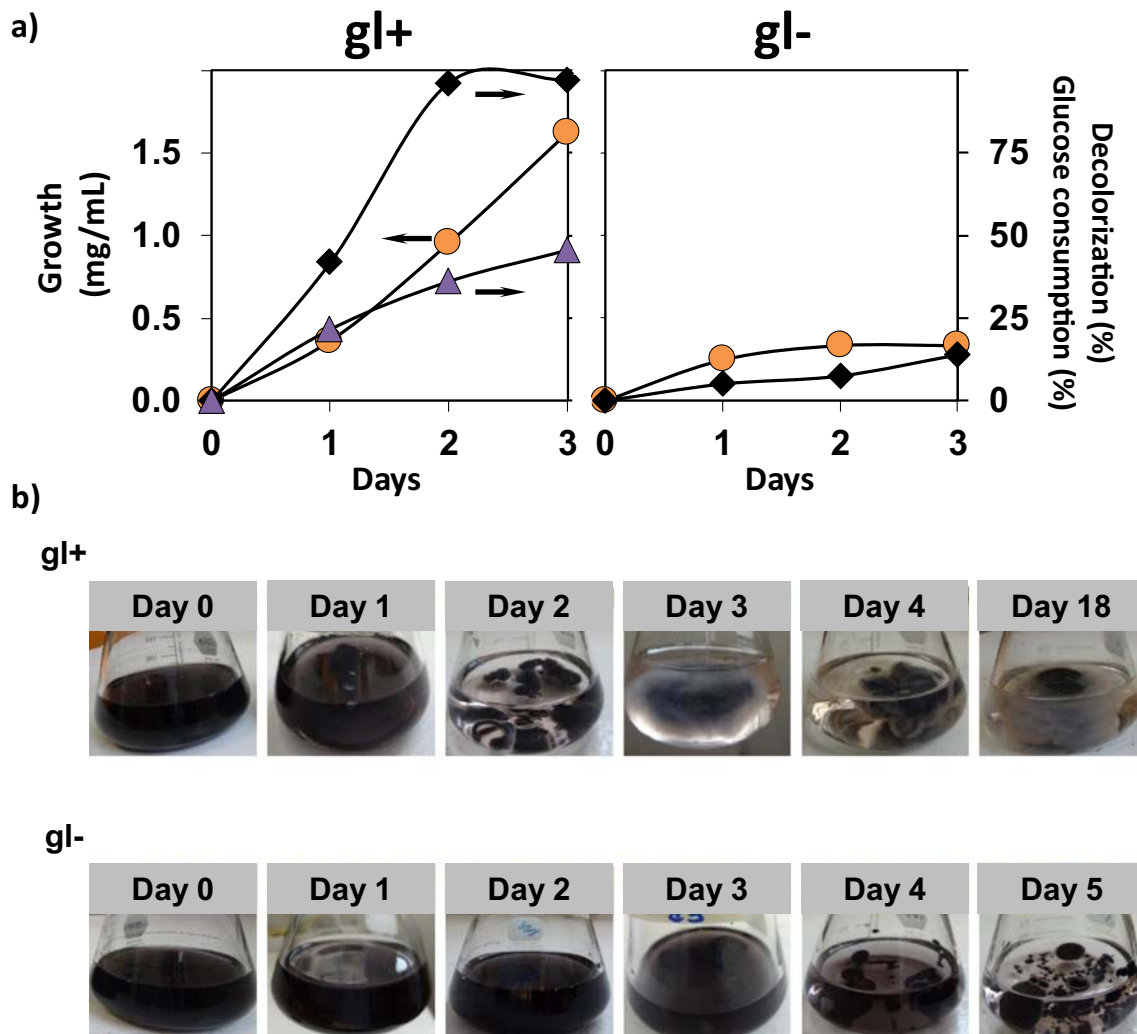 a)
gl+
gl-
1.5
1.0
0.5
0.0
Growth
(mg/mL)
0
1
2
3
Days
0
1
2
3
Days
75
50
25
0
Decolorization (%)
Glucose consumption (%)
b)
gl+
Day 0
Day 1
Day 2
Day 3
Day 4
Day 18
gl-
Day 0
Day 1
Day 2
Day 3
Day 4
Day 5